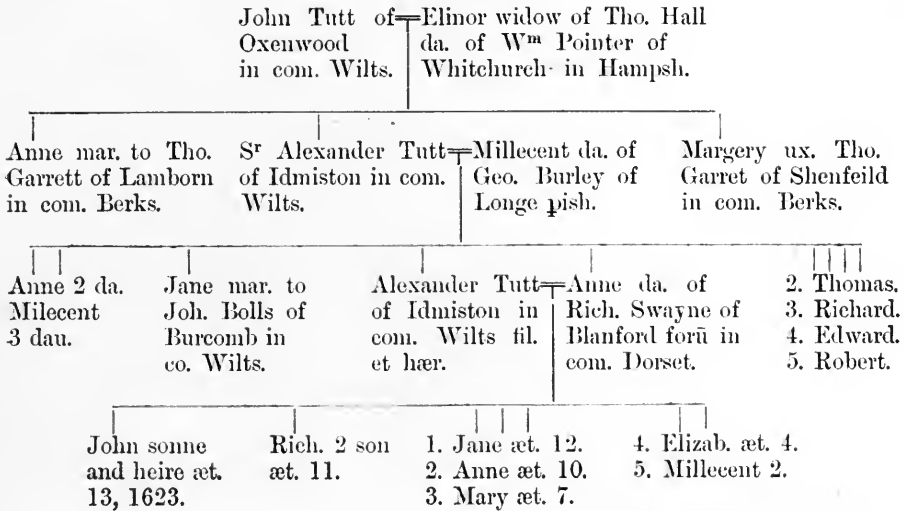 John Tutt of Oxenwood in com. Wilts.
Elinor widow of Tho. Hall da. of Wᵐ Pointer of Whitchurch in Hampsh.
Anne mar. to Tho.
Garrett of Lamborn
in com. Berks.
Sʳ Alexander Tutt
of Idmiston in com.
Wilts.
Millecent da. of
Geo. Burley of
Longe ꝑish.
Margery ux. Tho.
Garret of Shenfeild
in com. Berks.
Anne 2 da.
Milecent
3 dau.
Jane mar. to
Joh. Bolls of
Burcomb in
co. Wilts.
Alexander Tutt
of Idmiston in
com. Wilts fil.
et hær.
Anne da. of
Rich. Swayne of
Blanford forū in
com. Dorset.
2. Thomas.
3. Richard.
4. Edward.
5. Robert.
John sonne
and heire æt.
13, 1623.
Rich. 2 son
æt. 11.
1. Jane æt. 12.
2. Anne æt. 10.
3. Mary æt. 7.
4. Elizab. æt. 4.
5. Millecent 2.